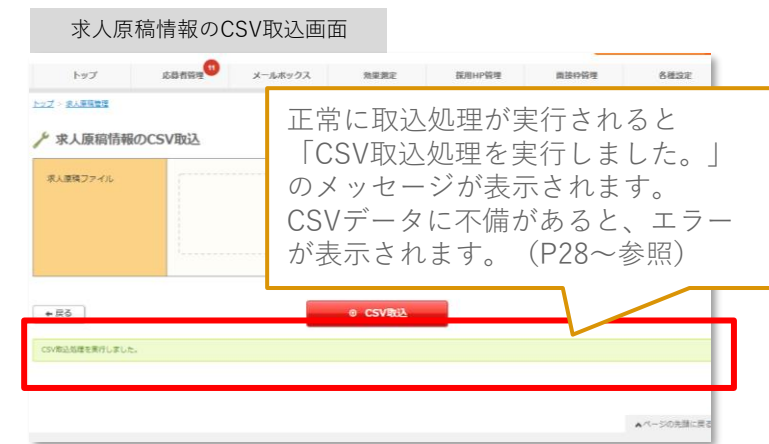 求人原稿情報のCSV取込画面
トップ 応募者管理 11 メールボックス 効果測定 採用HP管理 面接枠管理 各種設定
トップ > 求人原稿管理
求人原稿情報のCSV取込
求人原稿ファイル
正常に取込処理が実行されると
「CSV取込処理を実行しました。」
のメッセージが表示されます。
CSVデータに不備があると、エラー
が表示されます。（P28～参照）
戻る
CSV取込
CSV取込処理を実行しました。
▲ページの先頭に戻る